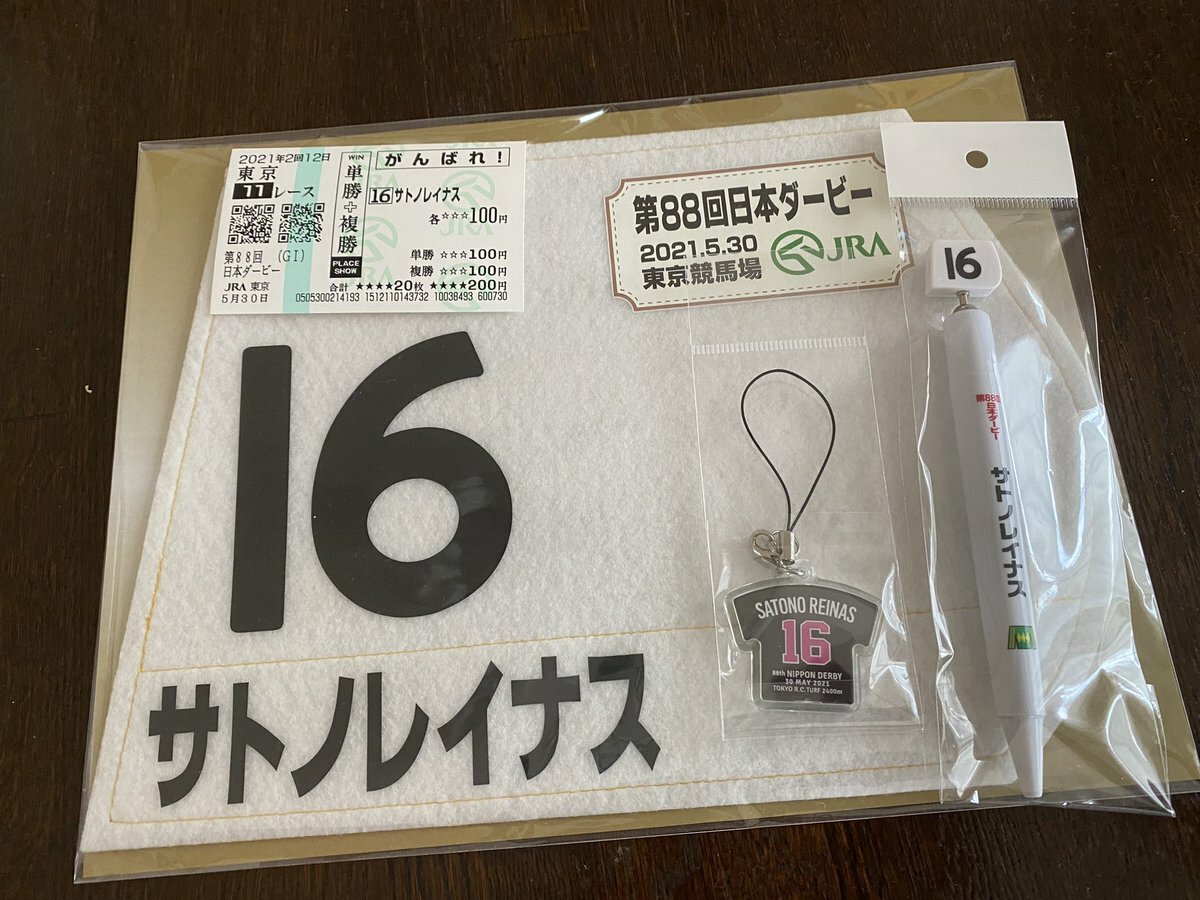 2021年2回12日
東京
11レース
第88回 (GI)
日本ダービー
JRA 東京
5月30日
WIN
単勝+複勝
PLACE
SHOW
がんばれ!
16 サトノレイナス
各☆☆☆100円
単勝 ☆☆☆100円
複勝 ☆☆☆100円
合計 ★★★★20枚 ★★★★200円
0505300214193 1512110143732 10038493 600730
JRA
第88回日本ダービー
2021.5.30
東京競馬場
JRA
16
サトノレイナス
SATONO REINAS
16
88th NIPPON DERBY
30 MAY 2021
TOKYO R.C. TURF 2400m
16
第88回
日本ダービー
サトノレイナス